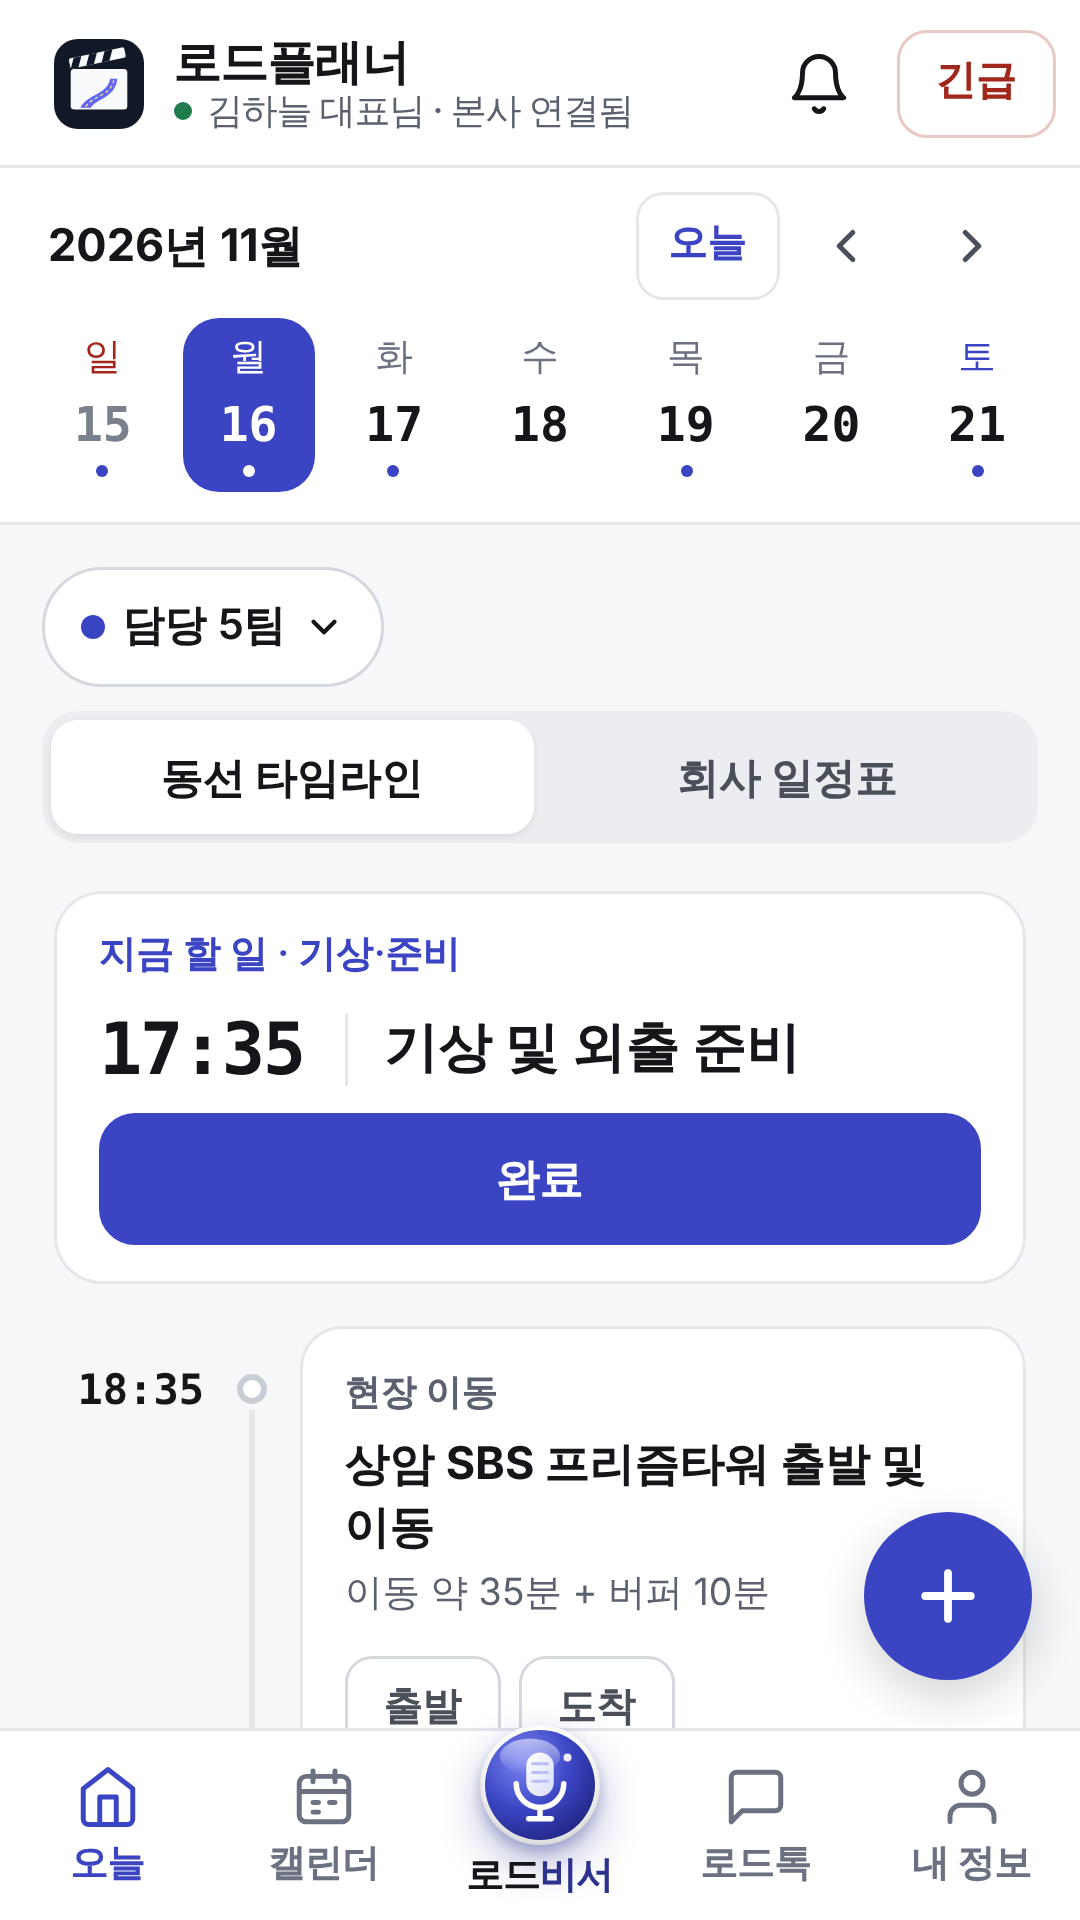 로드플래너
김하늘 대표님 · 본사 연결됨
긴급
2026년 11월
오늘
일 월 화 수 목 금 토
15 16 17 18 19 20 21
담당 5팀
동선 타임라인 회사 일정표
지금 할 일 · 기상·준비
17:35 기상 및 외출 준비
완료
18:35
현장 이동
상암 SBS 프리즘타워 출발 및
이동
이동 약 35분 + 버퍼 10분
출발 도착
오늘 캘린더 로드비서 로드톡 내 정보